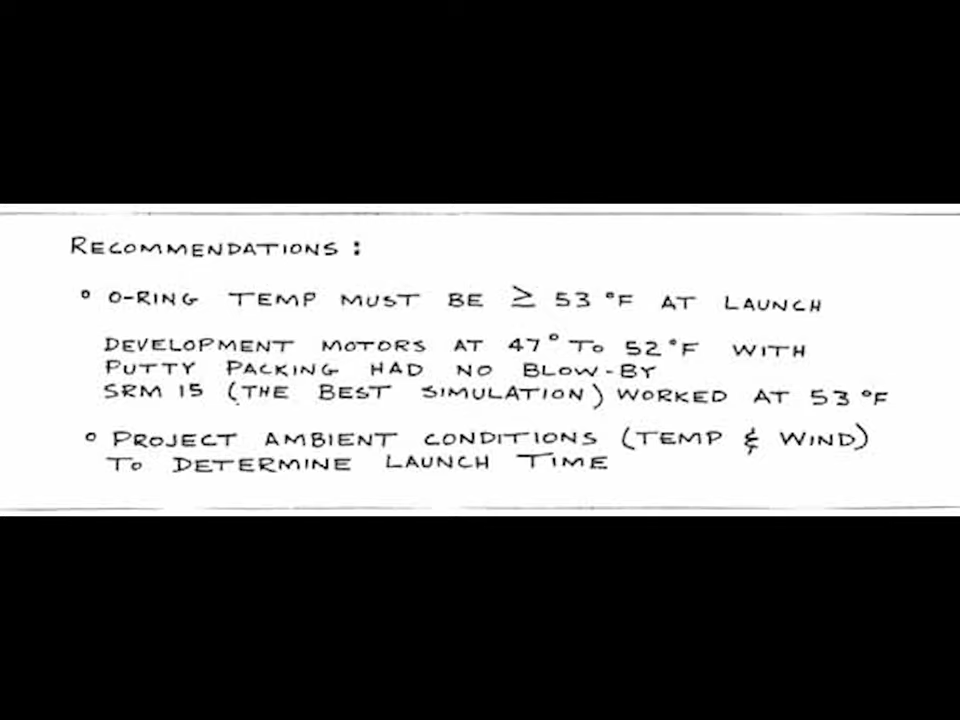 RECOMMENDATIONS :
° O-RING TEMP MUST BE ≥ 53 °F AT LAUNCH
DEVELOPMENT MOTORS AT 47° TO 52 °F WITH
PUTTY PACKING HAD NO BLOW-BY
SRM 15 (THE BEST SIMULATION) WORKED AT 53 °F
° PROJECT AMBIENT CONDITIONS (TEMP & WIND)
TO DETERMINE LAUNCH TIME